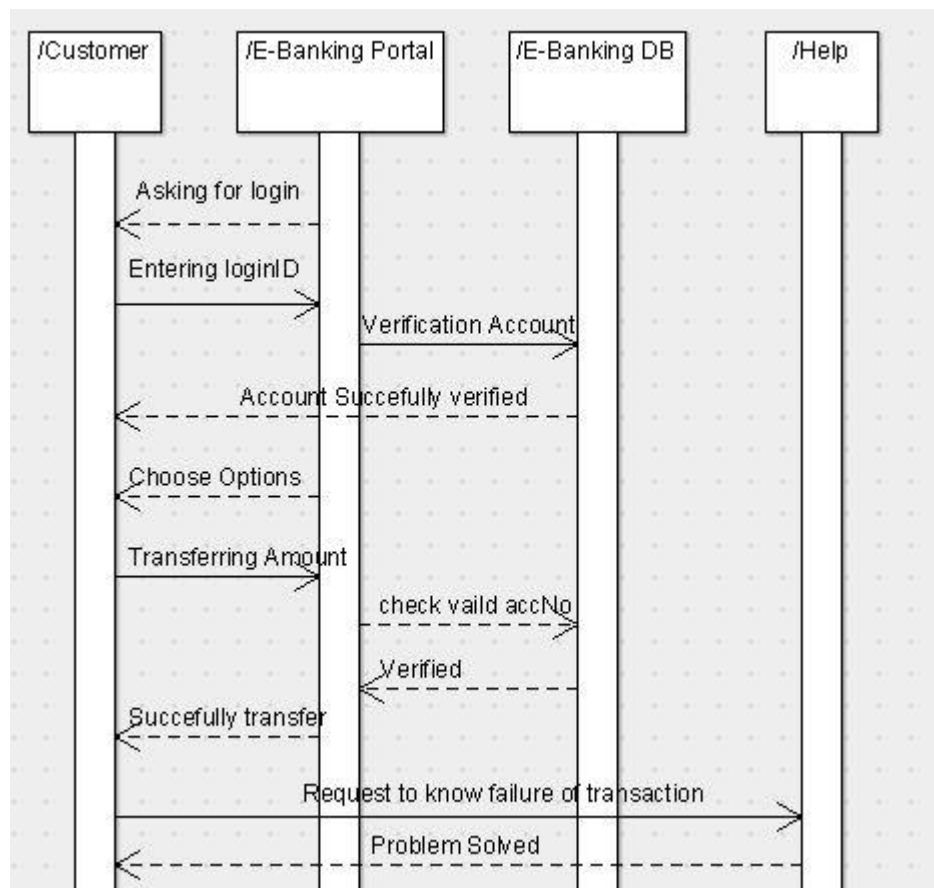 /Customer
/E-Banking Portal
/E-Banking DB
/Help
Asking for login
Entering loginID
Verification Account
Account Succefully verified
Choose Options
Transferring Amount
check vaild accNo
Verified
Succefully transfer
Request to know failure of transaction
Problem Solved